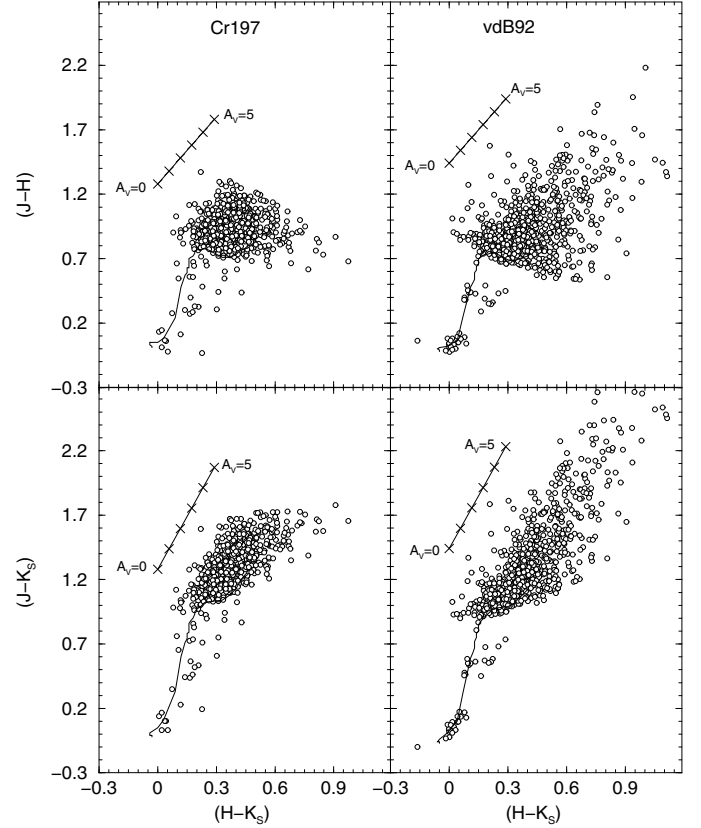 Cr197
vdB92
2.2
1.7
1.2
0.7
0.2
−0.3
(J−H)
A_V=5
A_V=0
A_V=5
A_V=0
2.2
1.7
1.2
0.7
0.2
−0.3
(J−K_S)
A_V=5
A_V=0
A_V=5
A_V=0
−0.3 0 0.3 0.6 0.9 −0.3 0 0.3 0.6 0.9
(H−K_S)
(H−K_S)